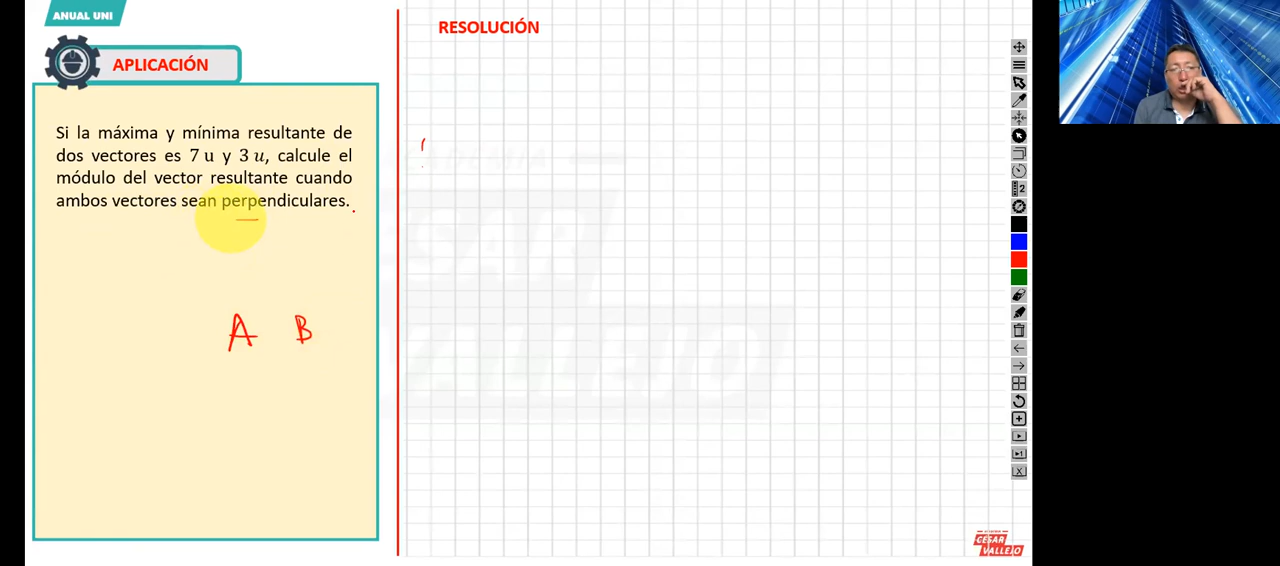 ANUAL UNI
APLICACIÓN
Si la máxima y mínima resultante de
dos vectores es 7 u y 3 u, calcule el
módulo del vector resultante cuando
ambos vectores sean perpendiculares.
A B
RESOLUCIÓN
CÉSAR
VALLEJO
2